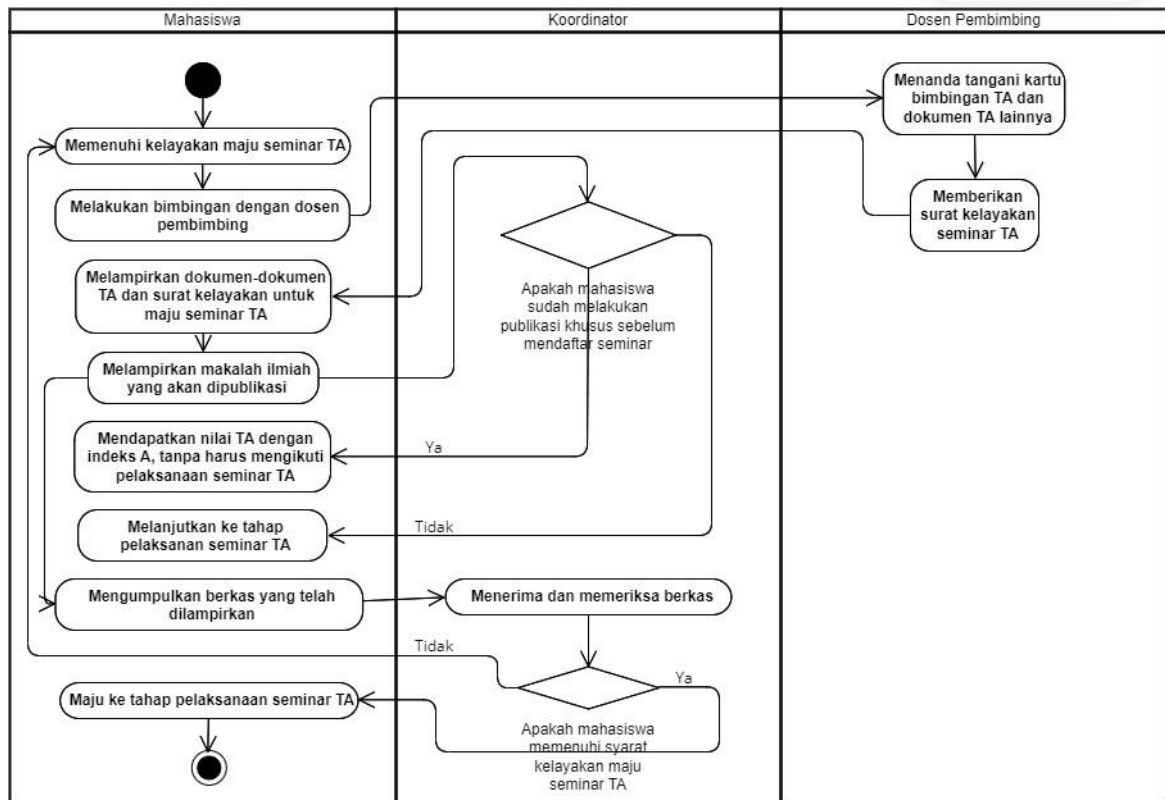 Mahasiswa
Koordinator
Dosen Pembimbing
Menanda tangani kartu
bimbingan TA dan
dokumen TA lainnya
Memenuhi kelayakan maju seminar TA
Melakukan bimbingan dengan dosen
pembimbing
Memberikan
surat kelayakan
seminar TA
Melampirkan dokumen-dokumen
TA dan surat kelayakan untuk
maju seminar TA
Apakah mahasiswa
sudah melakukan
publikasi khusus sebelum
mendaftar seminar
Melampirkan makalah ilmiah
yang akan dipublikasi
Mendapatkan nilai TA dengan
indeks A, tanpa harus mengikuti
pelaksanaan seminar TA
Ya
Melanjutkan ke tahap
pelaksanan seminar TA
Tidak
Mengumpulkan berkas yang telah
dilampirkan
Menerima dan memeriksa berkas
Tidak
Ya
Maju ke tahap pelaksanaan seminar TA
Apakah mahasiswa
memenuhi syarat
kelayakan maju
seminar TA